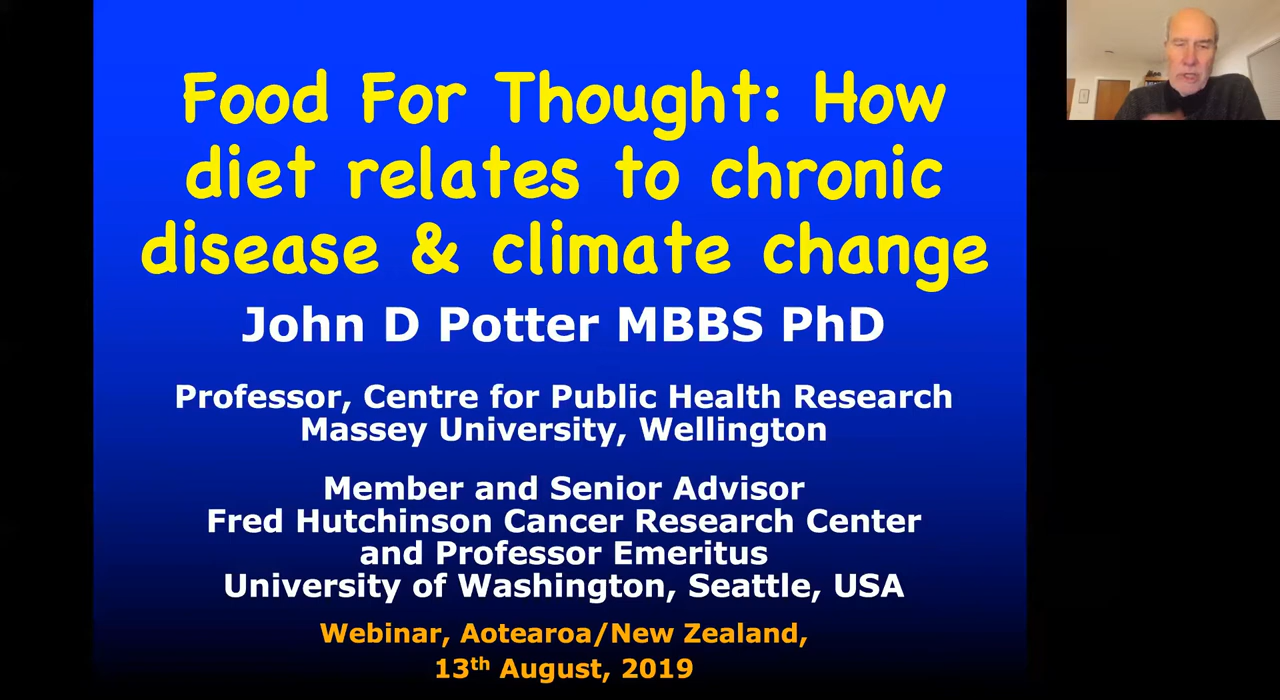 Food For Thought: How
diet relates to chronic
disease & climate change
John D Potter MBBS PhD
Professor, Centre for Public Health Research
Massey University, Wellington
Member and Senior Advisor
Fred Hutchinson Cancer Research Center
and Professor Emeritus
University of Washington, Seattle, USA
Webinar, Aotearoa/New Zealand,
13th August, 2019